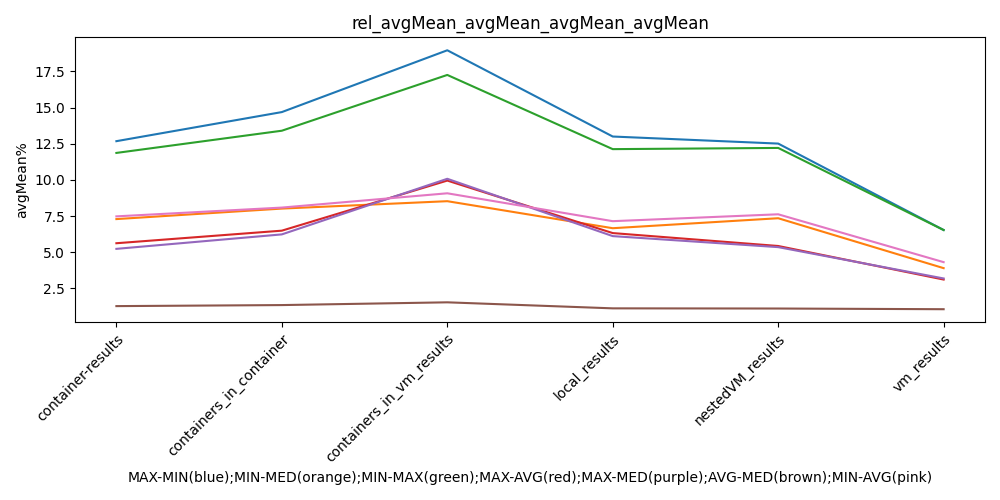 rel_avgMean_avgMean_avgMean_avgMean
avgMean%
17.5
15.0
12.5
10.0
7.5
5.0
2.5
container-results
containers_in_container
containers_in_vm_results
local_results
nestedVM_results
vm_results
MAX-MIN(blue);MIN-MED(orange);MIN-MAX(green);MAX-AVG(red);MAX-MED(purple);AVG-MED(brown);MIN-AVG(pink)